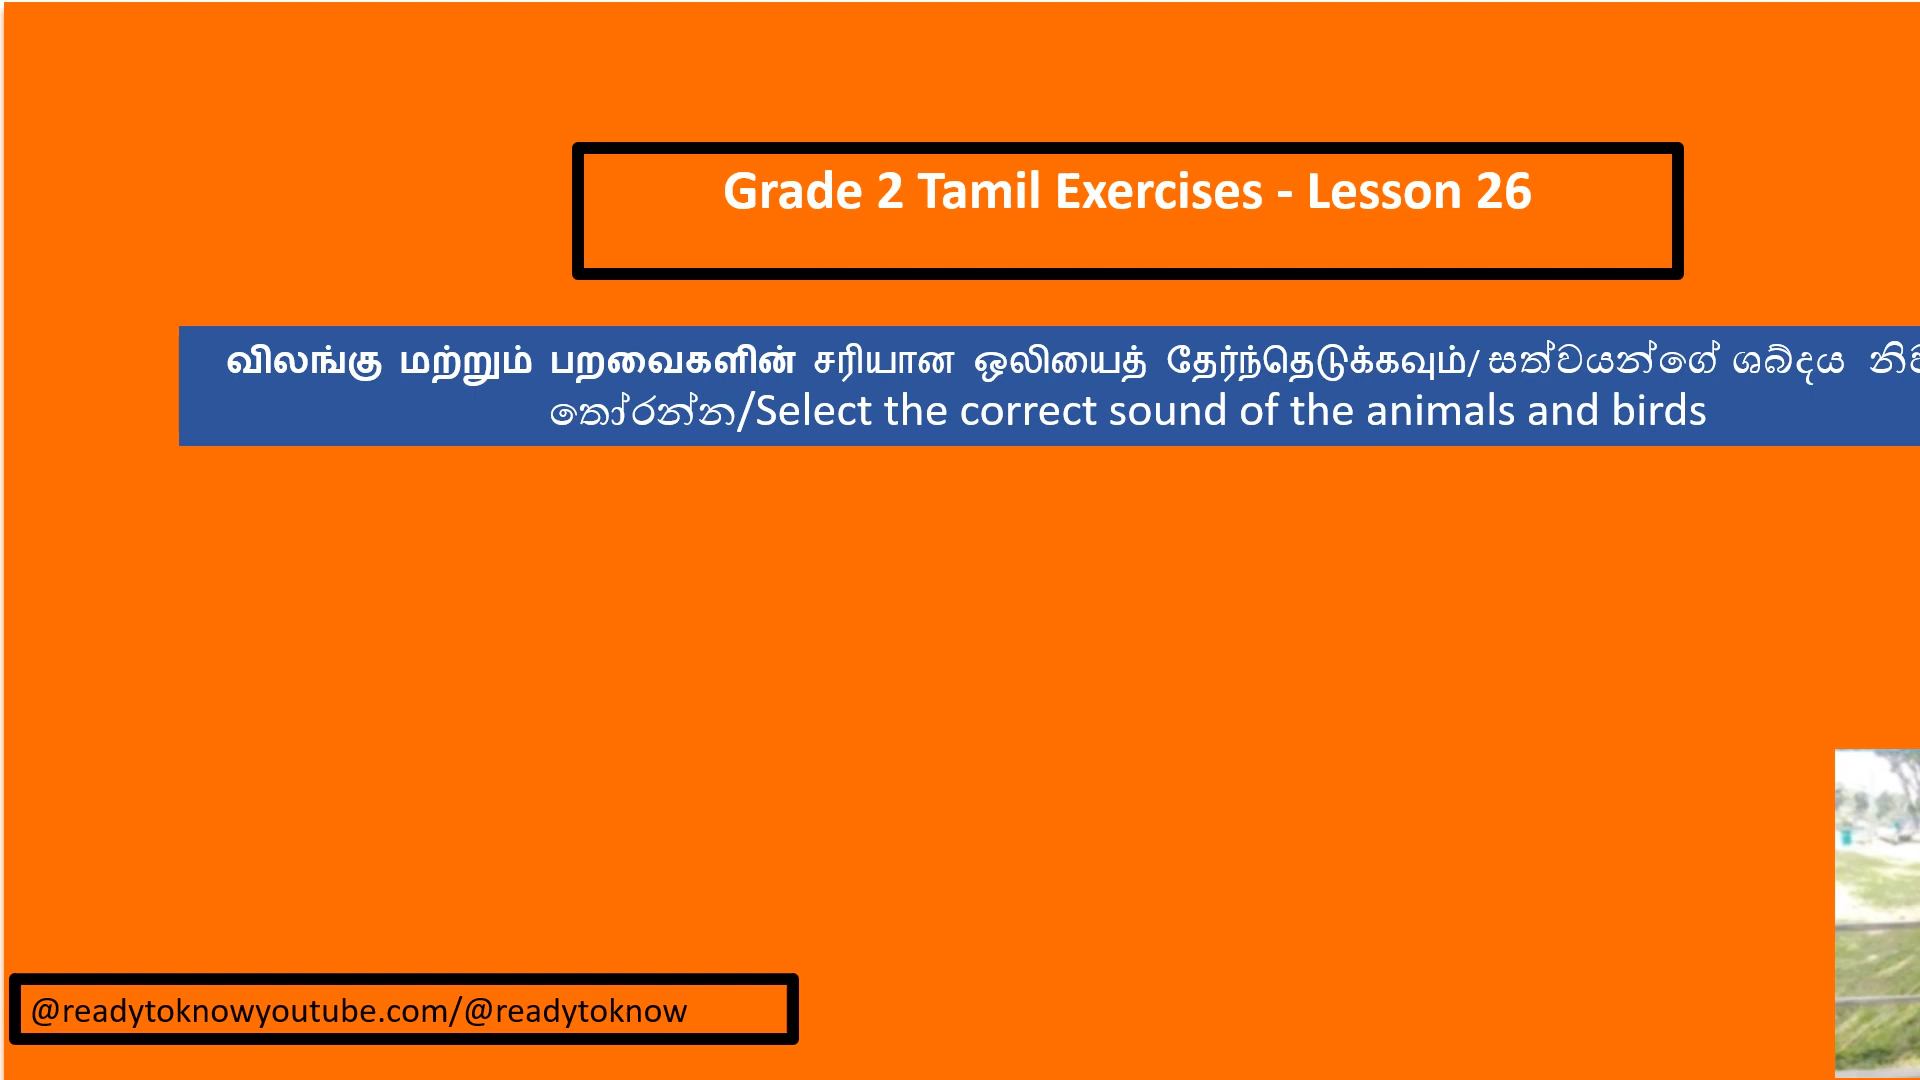 Grade 2 Tamil Exercises - Lesson 26
விலங்கு மற்றும் பறவைகளின் சரியான ஒலியைத் தேர்ந்தெடுக்கவும்/ සත්වයන්ගේ ශබ්දය
තෝරන්න/Select the correct sound of the animals and birds
@readytoknowyoutube.com/@readytoknow